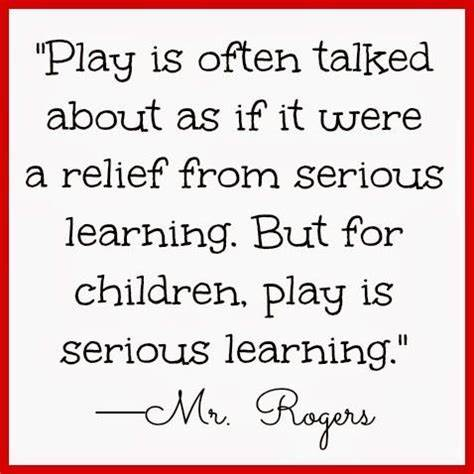 "Play is often talked
about as if it were
a relief from serious
learning. But for
children, play is
serious learning."
—Mr. Rogers